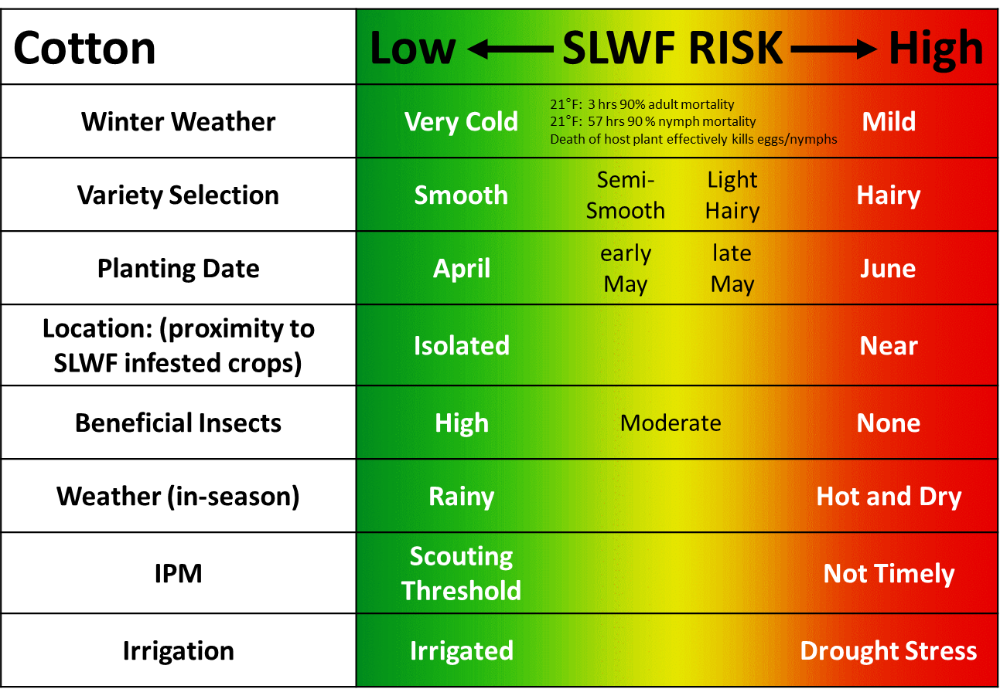 Cotton
Low SLWF RISK High
Winter Weather
Very Cold
21°F: 3 hrs 90% adult mortality
21°F: 57 hrs 90 % nymph mortality
Death of host plant effectively kills eggs/nymphs
Mild
Variety Selection
Smooth
Semi-
Smooth
Light
Hairy
Hairy
Planting Date
April
early
May
late
May
June
Location: (proximity to
SLWF infested crops)
Isolated
Near
Beneficial Insects
High
Moderate
None
Weather (in-season)
Rainy
Hot and Dry
IPM
Scouting
Threshold
Not Timely
Irrigation
Irrigated
Drought Stress